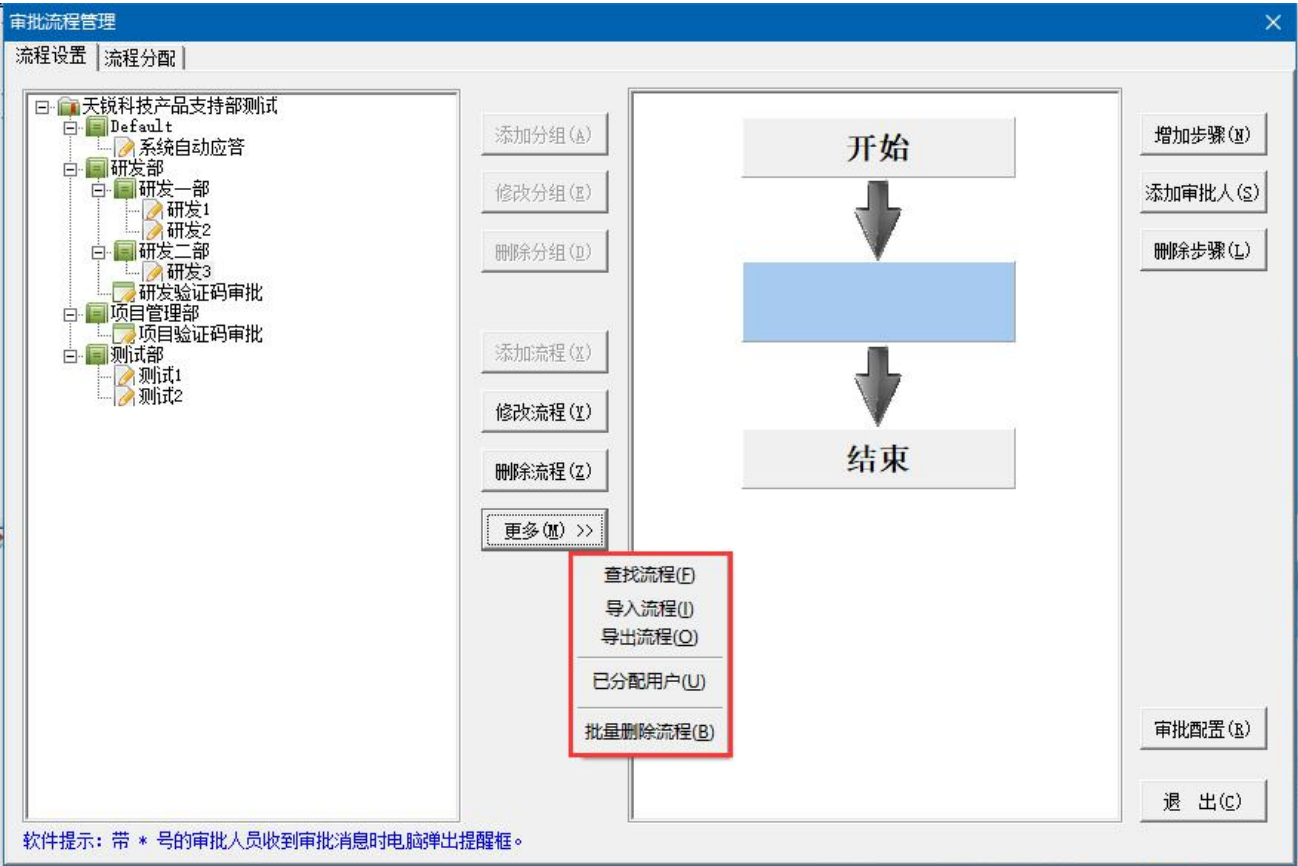 审批流程管理
流程设置
流程分配
天锐科技产品支持部测试
Default
系统自动应答
研发部
研发一部
研发1
研发2
研发二部
研发3
研发验证码审批
项目管理部
项目验证码审批
测试部
测试1
测试2
添加分组(A)
修改分组(E)
删除分组(D)
添加流程(X)
修改流程(Y)
删除流程(Z)
更多(M) >>
查找流程(F)
导入流程(I)
导出流程(O)
已分配用户(U)
批量删除流程(B)
开始
结束
增加步骤(N)
添加审批人(S)
删除步骤(L)
审批配置(R)
退 出(C)
软件提示：带 * 号的审批人员收到审批消息时电脑弹出提醒框。